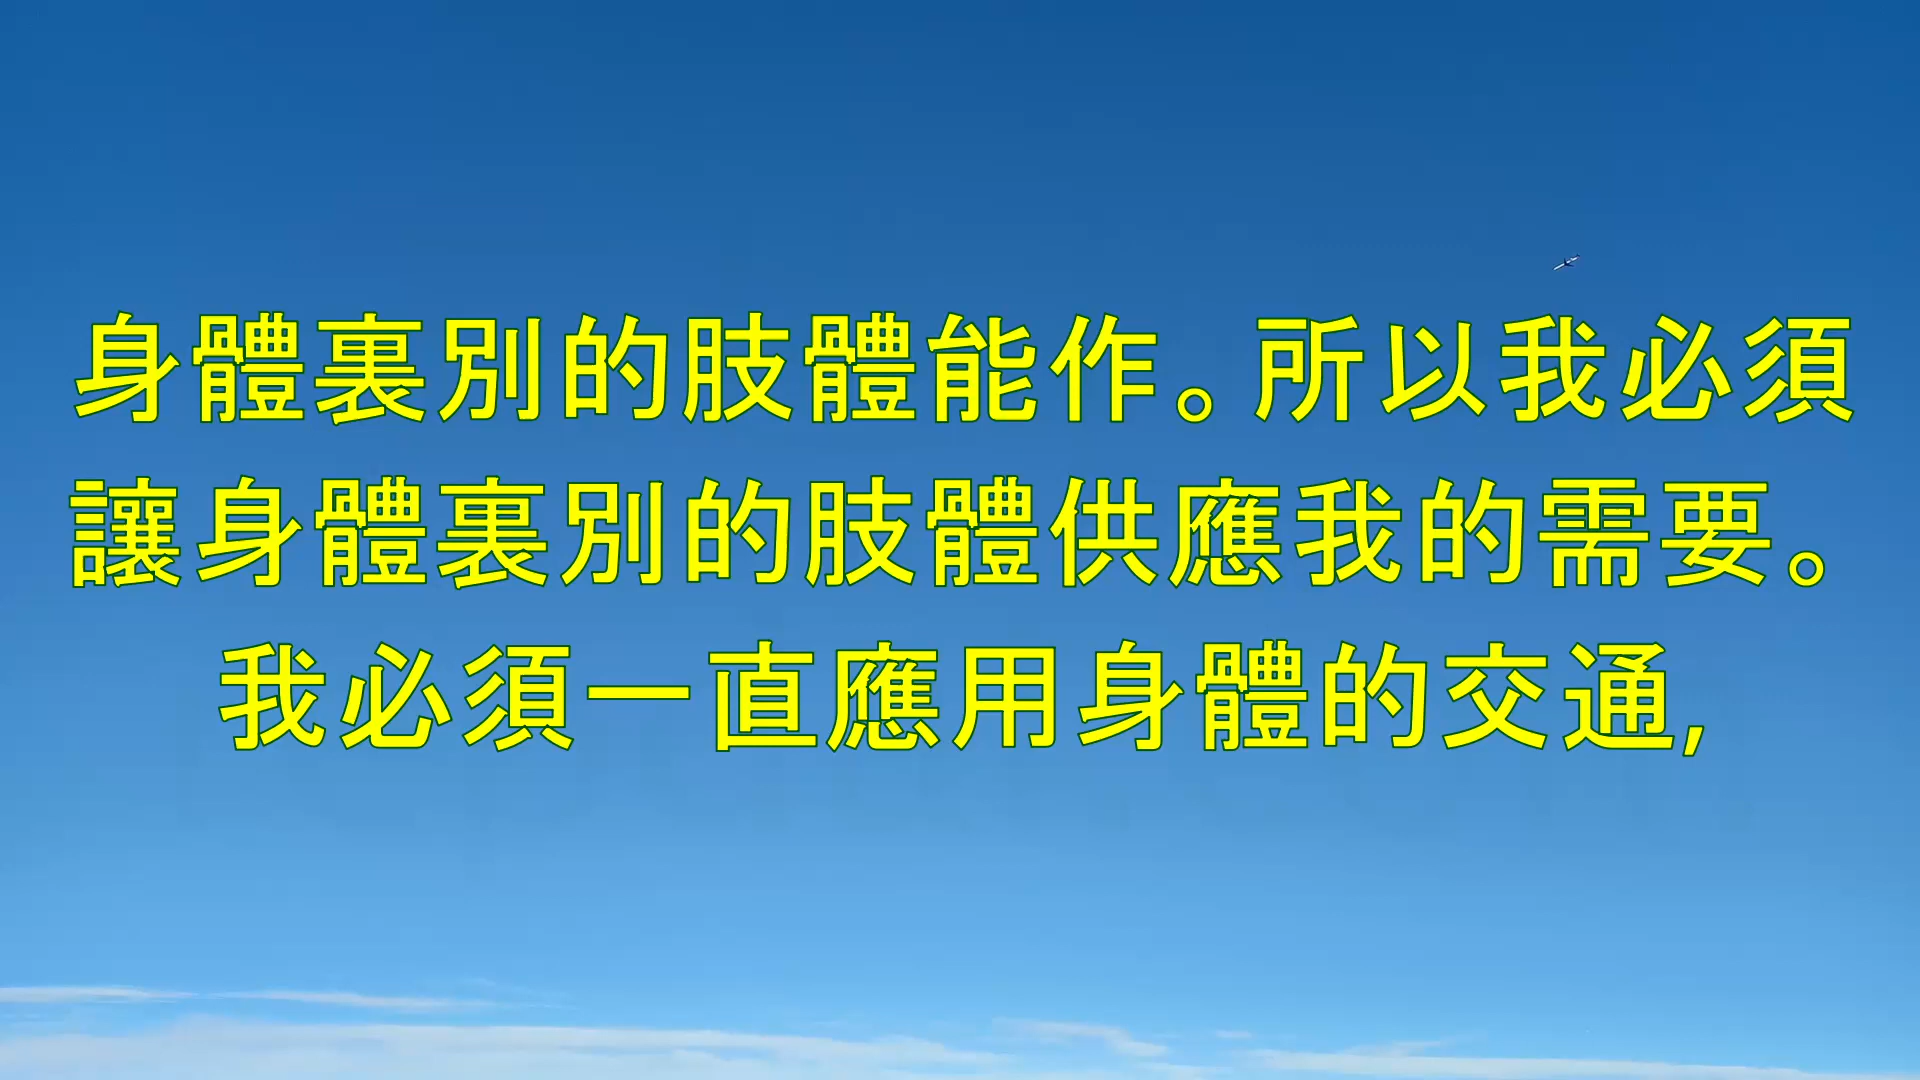 身體裏別的肢體能作。所以我必須
讓身體裏別的肢體供應我的需要。
我必須一直應用身體的交通,